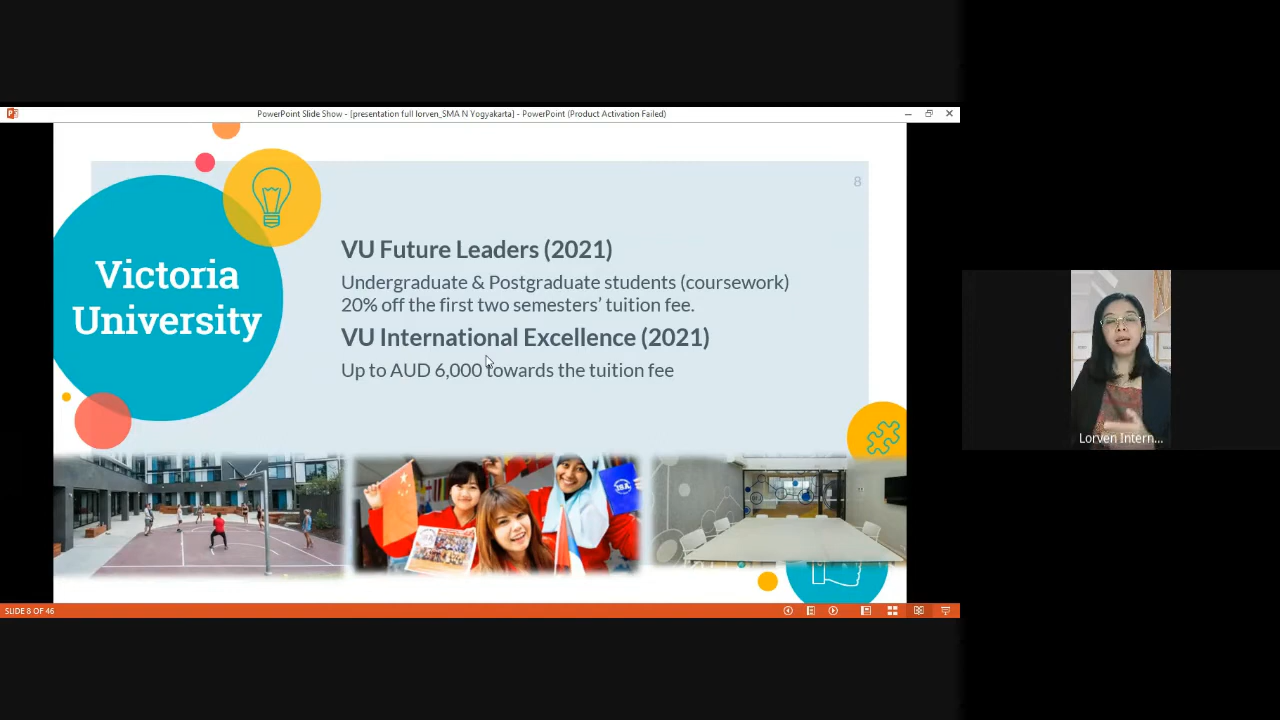 PowerPoint Slide Show - [presentation full lorven_SMA N Yogyakarta] - PowerPoint (Product Activation Failed)
8
Victoria
University
VU Future Leaders (2021)
Undergraduate & Postgraduate students (coursework)
20% off the first two semesters’ tuition fee.
VU International Excellence (2021)
Up to AUD 6,000 towards the tuition fee
Lorven Intern...
SLIDE 8 OF 46